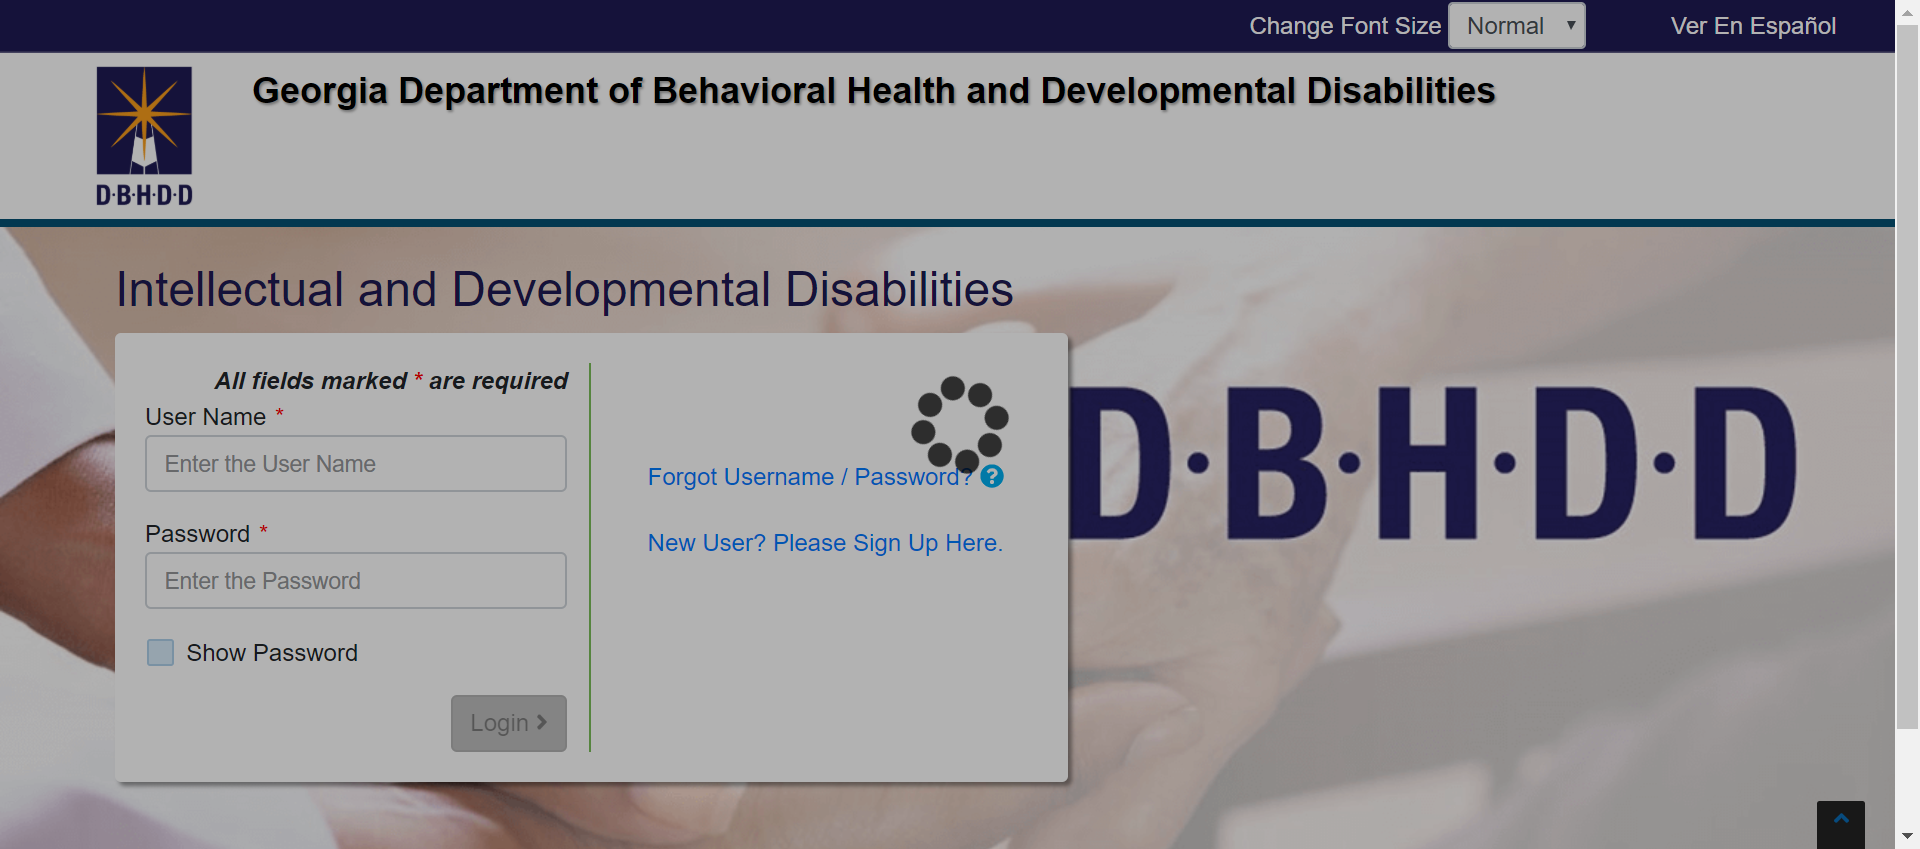 Change Font Size Normal Ver En Español
Georgia Department of Behavioral Health and Developmental Disabilities
D·B·H·D·D
Intellectual and Developmental Disabilities
All fields marked * are required
User Name *
Enter the User Name
Password *
Enter the Password
Show Password
Login
Forgot Username / Password?
New User? Please Sign Up Here.
D·B·H·D·D